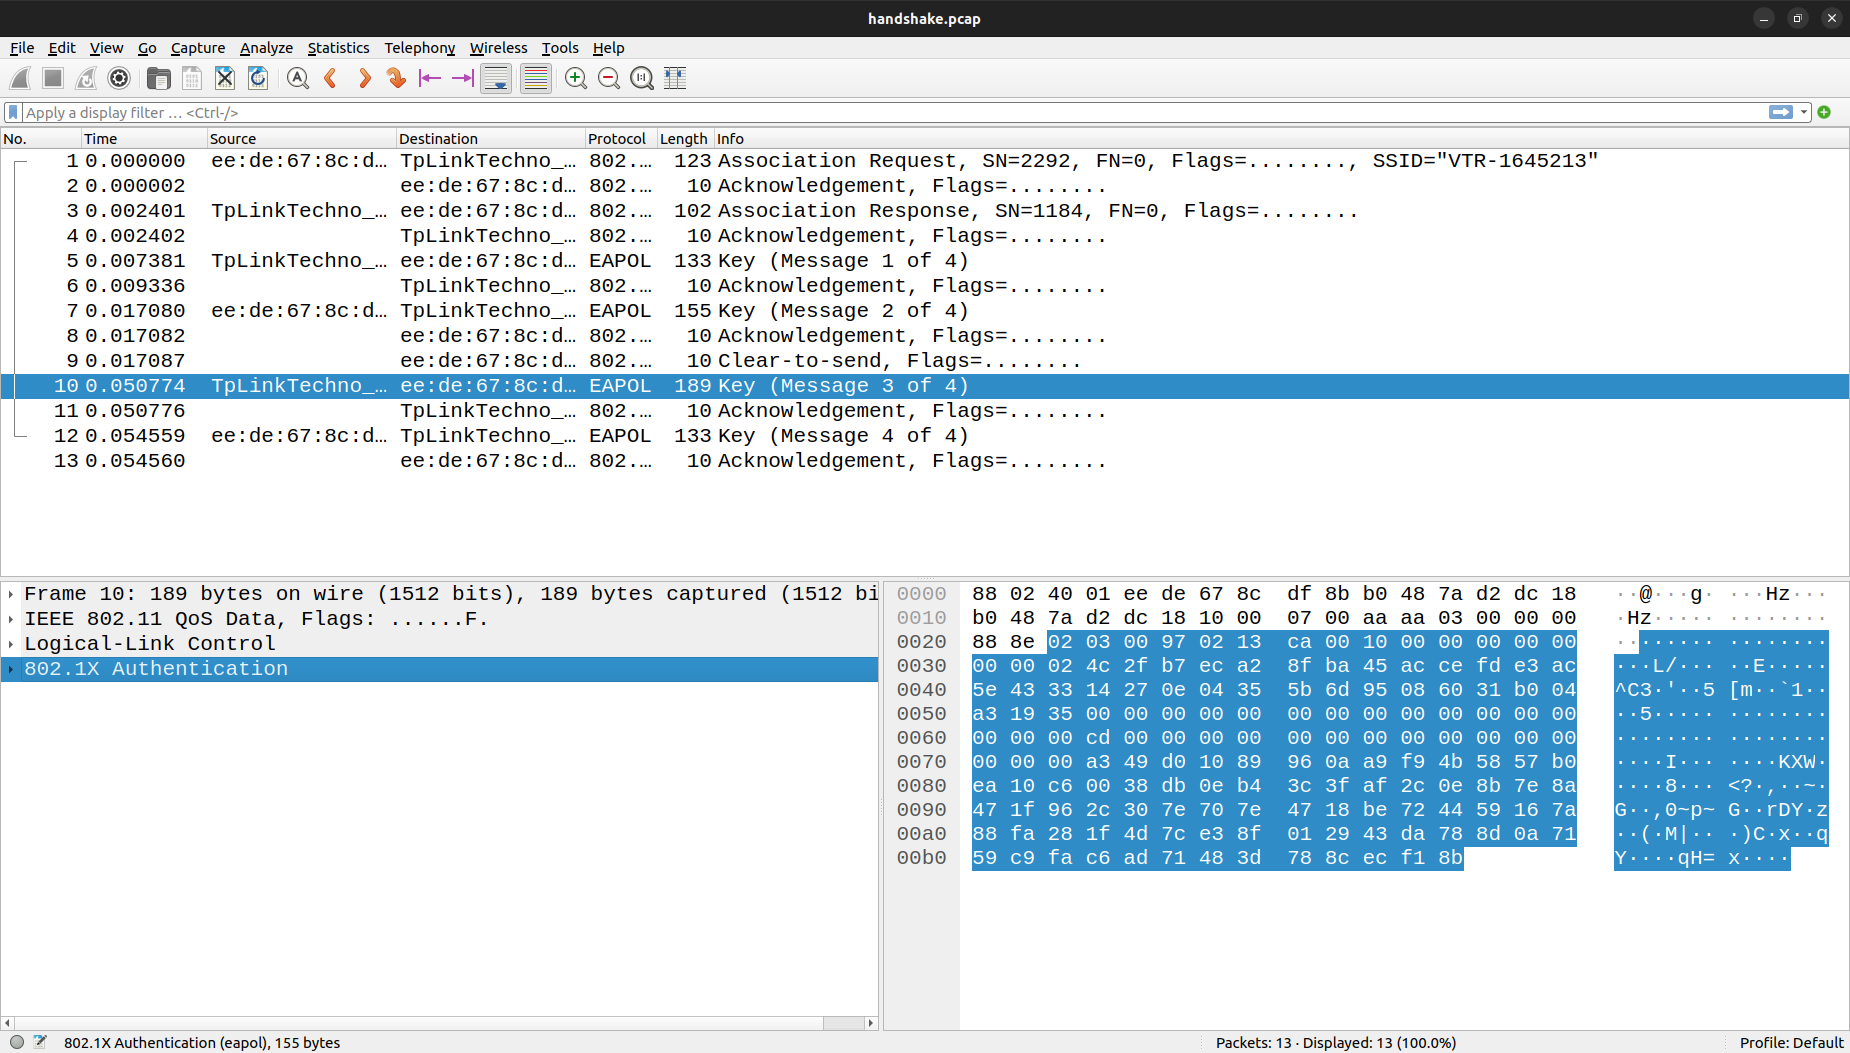 handshake.pcap
File Edit View Go Capture Analyze Statistics Telephony Wireless Tools Help
Apply a display filter … <Ctrl-/>
No. Time Source Destination Protocol Length Info
1 0.000000 ee:de:67:8c:d… TpLinkTechno_… 802.… 123 Association Request, SN=2292, FN=0, Flags=........, SSID="VTR-1645213"
2 0.000002 ee:de:67:8c:d… 802.… 10 Acknowledgement, Flags=........
3 0.002401 TpLinkTechno_… ee:de:67:8c:d… 802.… 102 Association Response, SN=1184, FN=0, Flags=........
4 0.002402 TpLinkTechno_… 802.… 10 Acknowledgement, Flags=........
5 0.007381 TpLinkTechno_… ee:de:67:8c:d… EAPOL 133 Key (Message 1 of 4)
6 0.009336 TpLinkTechno_… 802.… 10 Acknowledgement, Flags=........
7 0.017080 ee:de:67:8c:d… TpLinkTechno_… EAPOL 155 Key (Message 2 of 4)
8 0.017082 ee:de:67:8c:d… 802.… 10 Acknowledgement, Flags=........
9 0.017087 ee:de:67:8c:d… 802.… 10 Clear-to-send, Flags=........
10 0.050774 TpLinkTechno_… ee:de:67:8c:d… EAPOL 189 Key (Message 3 of 4)
11 0.050776 TpLinkTechno_… 802.… 10 Acknowledgement, Flags=........
12 0.054559 ee:de:67:8c:d… TpLinkTechno_… EAPOL 133 Key (Message 4 of 4)
13 0.054560 ee:de:67:8c:d… 802.… 10 Acknowledgement, Flags=........
Frame 10: 189 bytes on wire (1512 bits), 189 bytes captured (1512 bi
IEEE 802.11 QoS Data, Flags: ......F.
Logical-Link Control
802.1X Authentication
0000 88 02 40 01 ee de 67 8c df 8b b0 48 7a d2 dc 18 ··@···g· ···Hz···
0010 b0 48 7a d2 dc 18 10 00 07 00 aa aa 03 00 00 00 ·Hz····· ········
0020 88 8e 02 03 00 97 02 13 ca 00 10 00 00 00 00 00 ········ ········
0030 00 00 02 4c 2f b7 ec a2 8f ba 45 ac ce fd e3 ac ···L/··· ··E·····
0040 5e 43 33 14 27 0e 04 35 5b 6d 95 08 60 31 b0 04 ^C3·'··5 [m··`1··
0050 a3 19 35 00 00 00 00 00 00 00 00 00 00 00 00 00 ··5····· ········
0060 00 00 00 cd 00 00 00 00 00 00 00 00 00 00 00 00 ········ ········
0070 00 00 00 a3 49 d0 10 89 96 0a a9 f9 4b 58 57 b0 ····I··· ····KXW·
0080 ea 10 c6 00 38 db 0e b4 3c 3f af 2c 0e 8b 7e 8a ····8··· <?·,··~·
0090 47 1f 96 2c 30 7e 70 7e 47 18 be 72 44 59 16 7a G··,0~p~ G··rDY·z
00a0 88 fa 28 1f 4d 7c e3 8f 01 29 43 da 78 8d 0a 71 ··(·M|·· ·)C·x··q
00b0 59 c9 fa c6 ad 71 48 3d 78 8c ec f1 8b Y····qH= x····
802.1X Authentication (eapol), 155 bytes
Packets: 13 · Displayed: 13 (100.0%)
Profile: Default